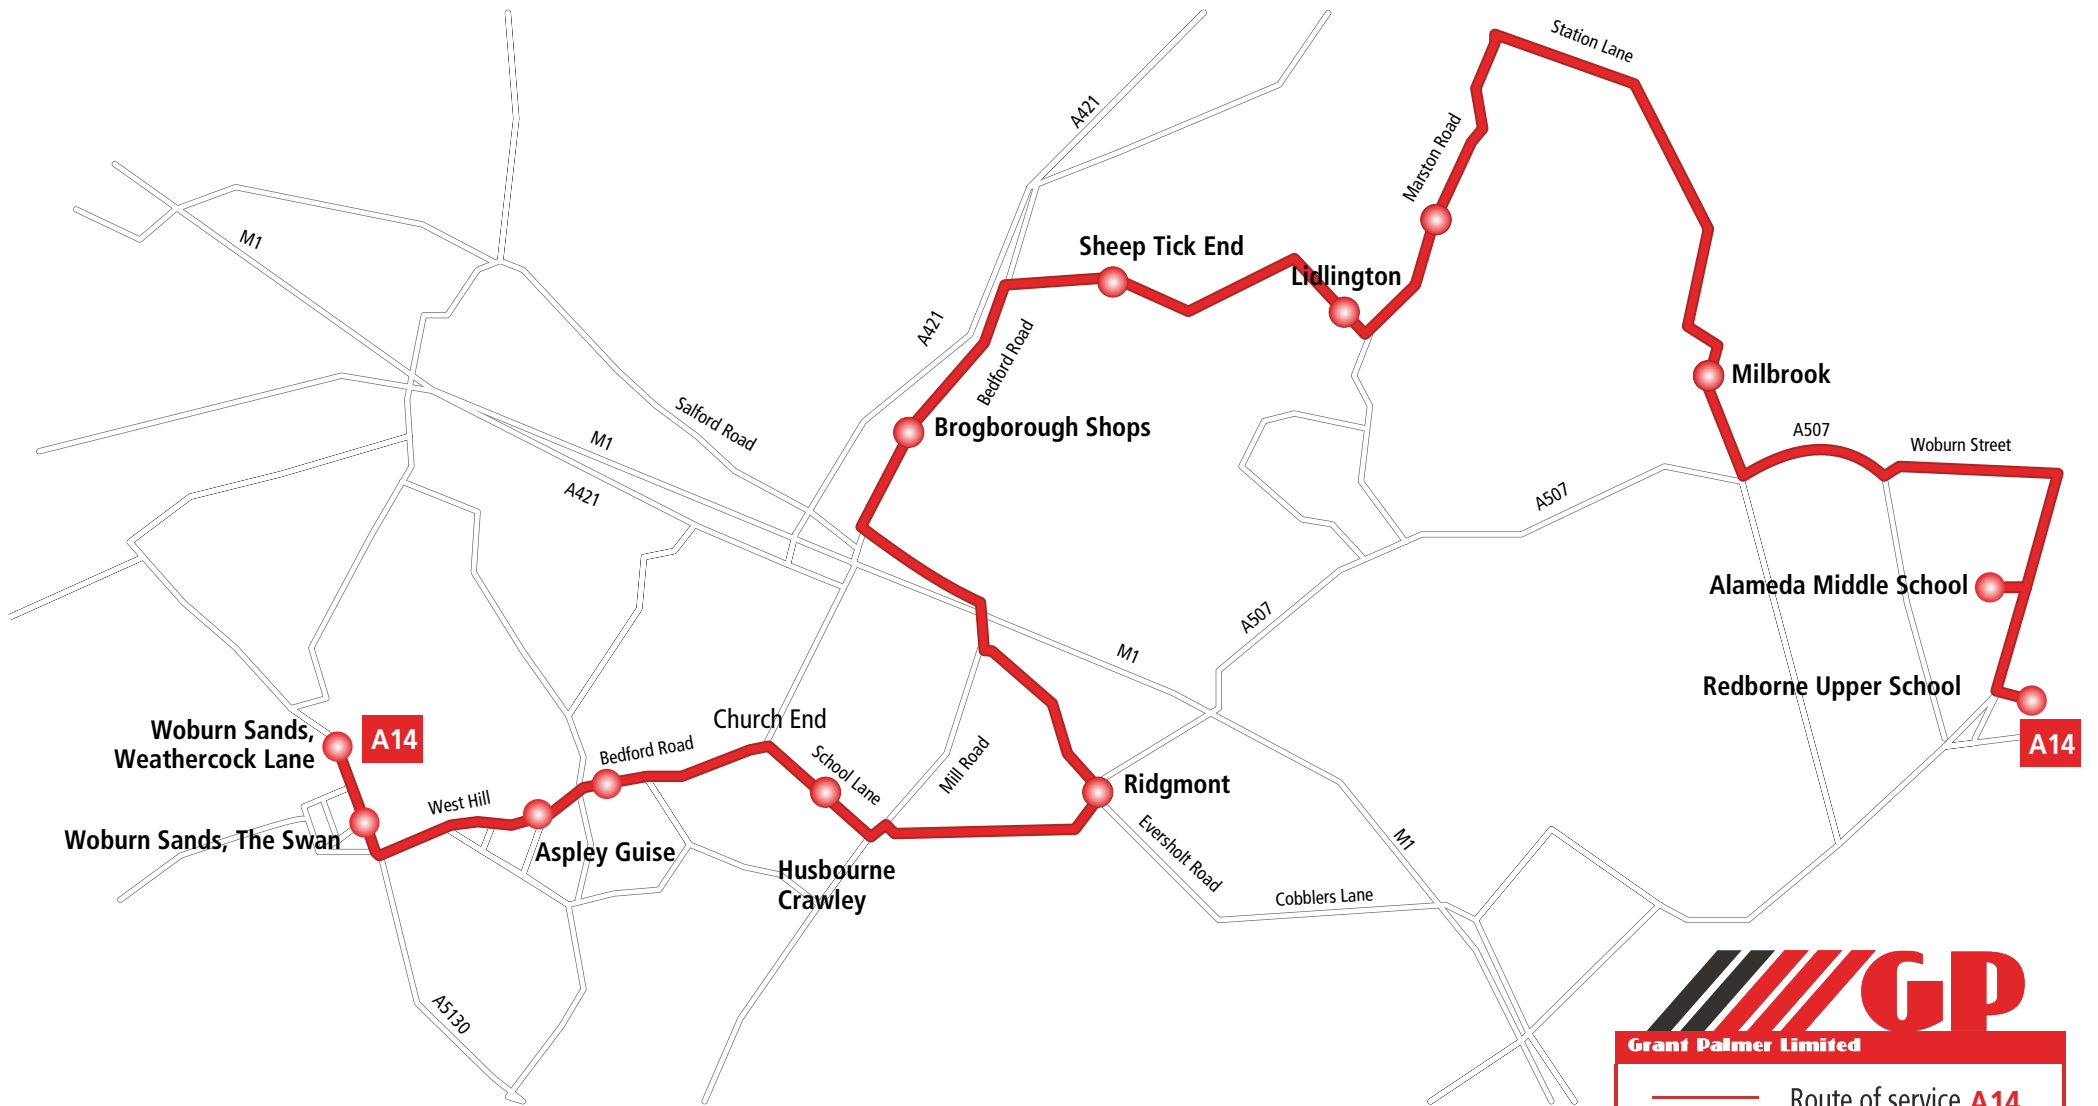 Station Lane
A421
Marston Road
M1
Sheep Tick End
Lidlington
A421
Bedford Road
Milbrook
Salford Road
Brogborough Shops
A507
Woburn Street
M1
A421
A507
Alameda Middle School
A507
M1
Redborne Upper School
A14
Woburn Sands,
Weathercock Lane
A14
Church End
Bedford Road
School Lane
Mill Road
Ridgmont
West Hill
Woburn Sands, The Swan
Aspley Guise
Husbourne
Crawley
Eversholt Road
M1
Cobblers Lane
A5130
GP
Grant Palmer Limited
Route of service A14